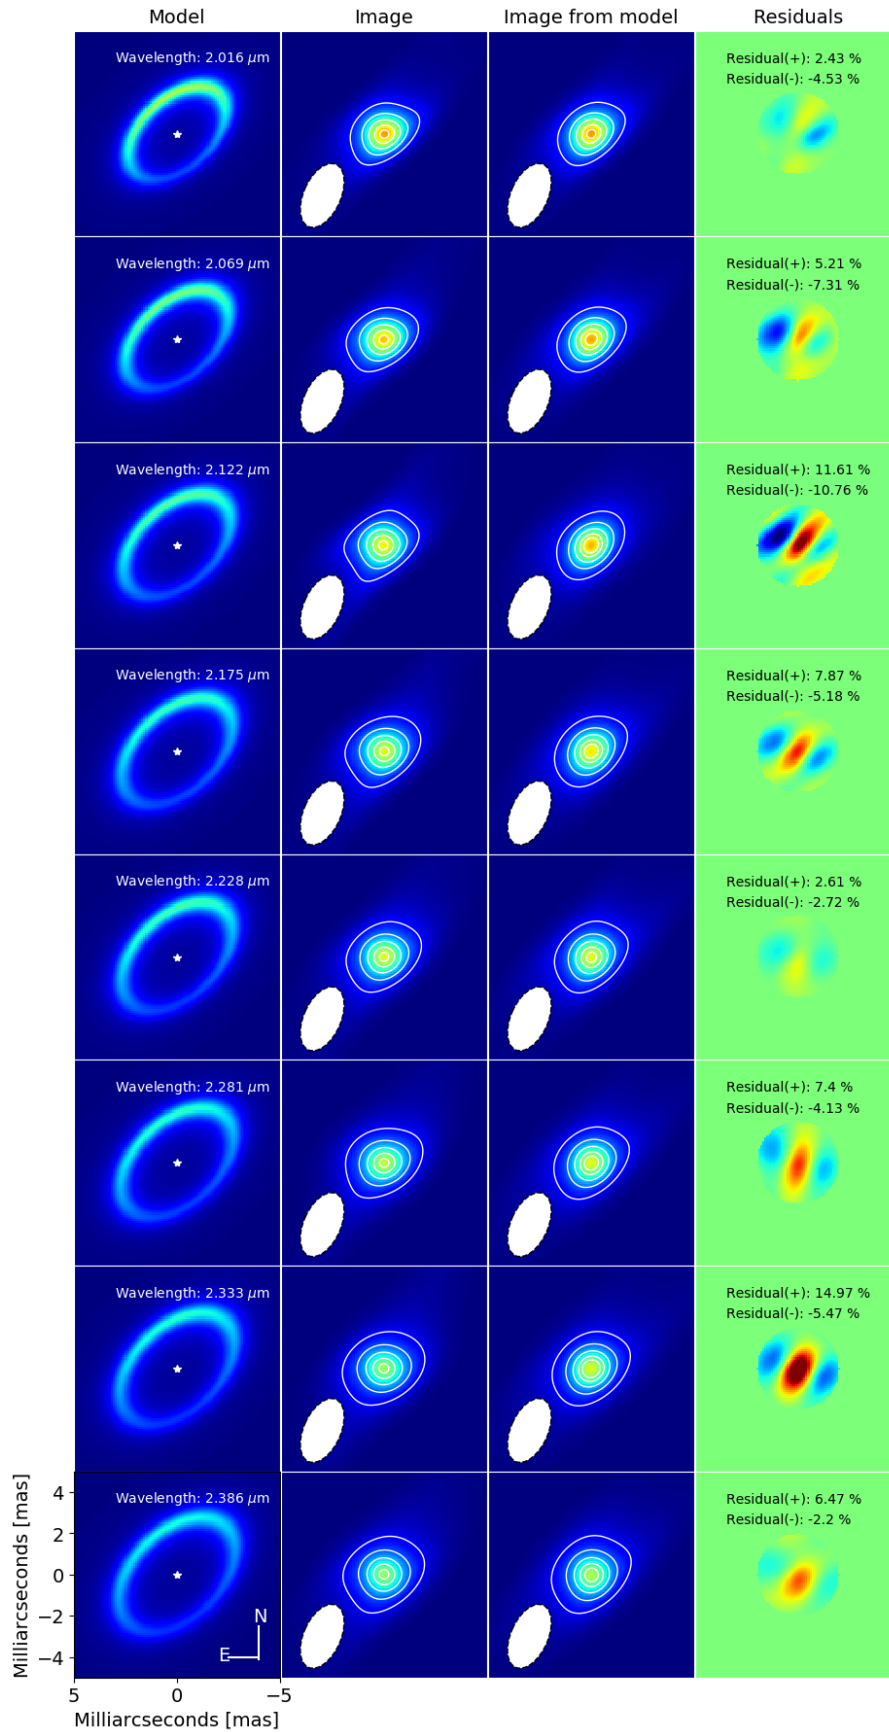 Model Image Image from model Residuals
Wavelength: 2.016 μm
Residual(+): 2.43 %
Residual(-): -4.53 %
Wavelength: 2.069 μm
Residual(+): 5.21 %
Residual(-): -7.31 %
Wavelength: 2.122 μm
Residual(+): 11.61 %
Residual(-): -10.76 %
Wavelength: 2.175 μm
Residual(+): 7.87 %
Residual(-): -5.18 %
Wavelength: 2.228 μm
Residual(+): 2.61 %
Residual(-): -2.72 %
Wavelength: 2.281 μm
Residual(+): 7.4 %
Residual(-): -4.13 %
Wavelength: 2.333 μm
Residual(+): 14.97 %
Residual(-): -5.47 %
Wavelength: 2.386 μm
Residual(+): 6.47 %
Residual(-): -2.2 %
Milliarcseconds [mas]
4
2
0
−2
−4
N
E
5 0 −5
Milliarcseconds [mas]